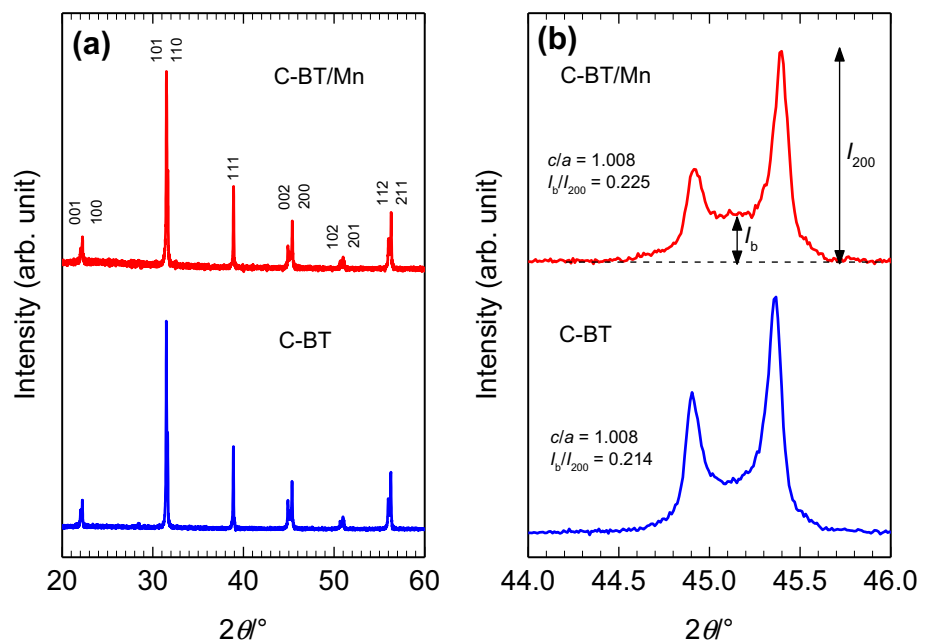 (a)
101
110
C-BT/Mn
001
100
111
002
200
102
201
112
211
C-BT
Intensity (arb. unit)
20 30 40 50 60
2θ/°
(b)
C-BT/Mn
c/a = 1.008
Ib/I200 = 0.225
I200
Ib
C-BT
c/a = 1.008
Ib/I200 = 0.214
Intensity (arb. unit)
44.0 44.5 45.0 45.5 46.0
2θ/°